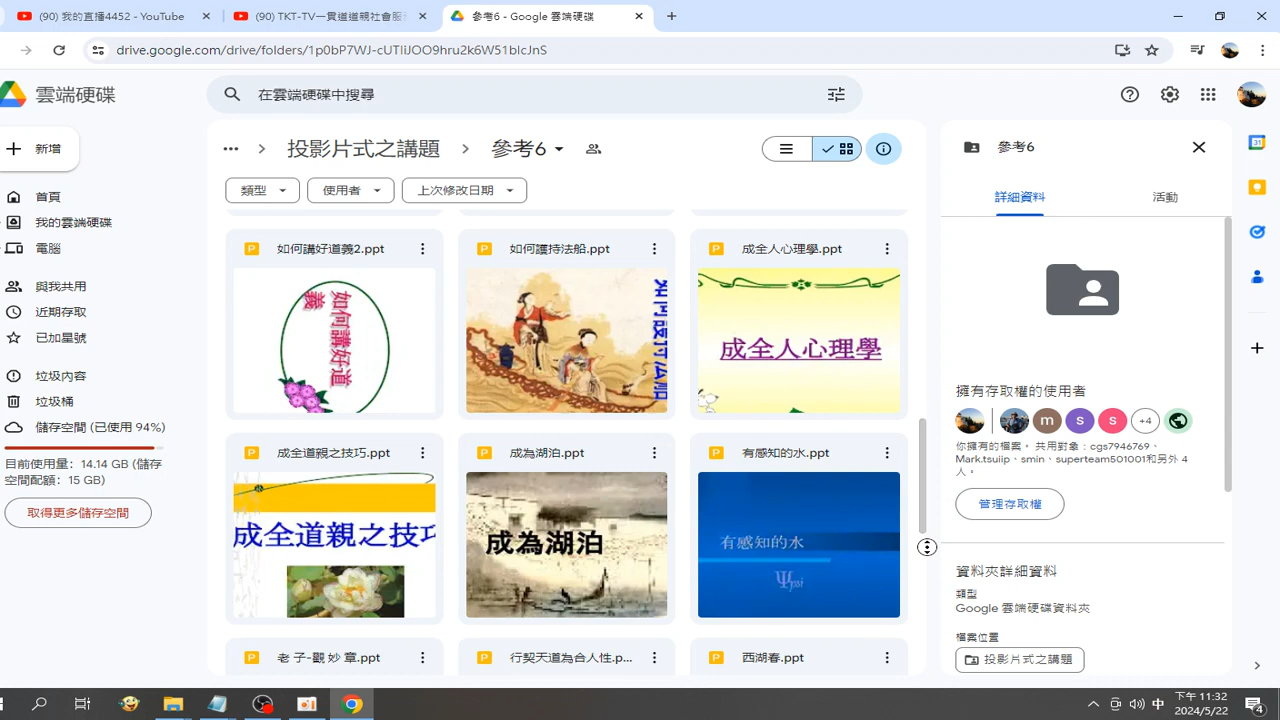 (90) 我的直播4452 - YouTube
(90) TKT-TV一貫道道親社會服
參考6 - Google 雲端硬碟
drive.google.com/drive/folders/1p0bP7WJ-cUTIiJOO9hru2k6W51blcJnS
雲端硬碟
在雲端硬碟中搜尋
新增
首頁
我的雲端硬碟
電腦
與我共用
近期存取
已加星號
垃圾內容
垃圾桶
儲存空間 (已使用 94%)
目前使用量：14.14 GB (儲存
空間配額：15 GB)
取得更多儲存空間
投影片式之講題
參考6
類型
使用者
上次修改日期
如何講好道義2.ppt
如何護持法船.ppt
成全人心理學.ppt
如何講好道
義
成全人心理學
成全道親之技巧.ppt
成為湖泊.ppt
有感知的水.ppt
成全道親之技巧
成為湖泊
有感知的水
Ψpsi
老 子-觀 妙 章.ppt
行契天道為合人性.p...
西湖春.ppt
參考6
詳細資料
活動
擁有存取權的使用者
m
s
s
+4
你擁有的檔案。 共用對象：cgs7946769、
Mark.tsuiip、smin、superteam501001和另外 4
人。
管理存取權
資料夾詳細資料
類型
Google 雲端硬碟資料夾
檔案位置
投影片式之講題
31
中
下午 11:32
2024/5/22
4